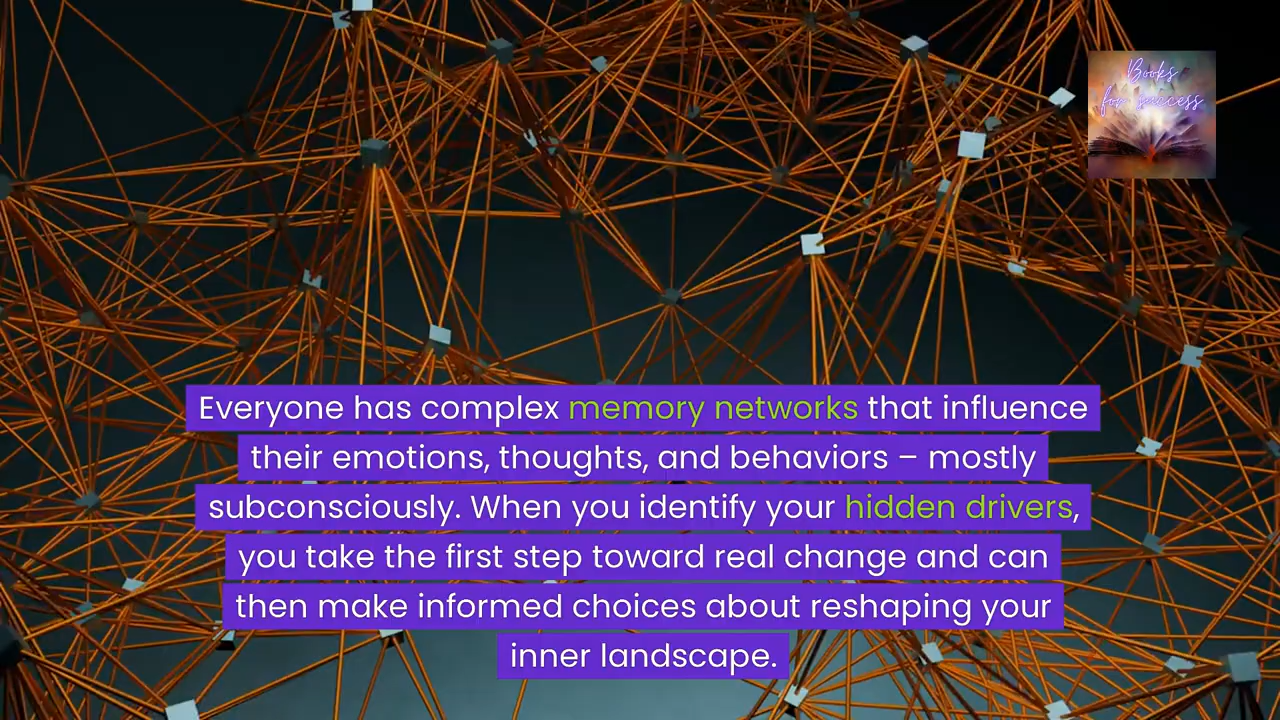 Books
for success
Everyone has complex memory networks that influence
their emotions, thoughts, and behaviors – mostly
subconsciously. When you identify your hidden drivers,
you take the first step toward real change and can
then make informed choices about reshaping your
inner landscape.